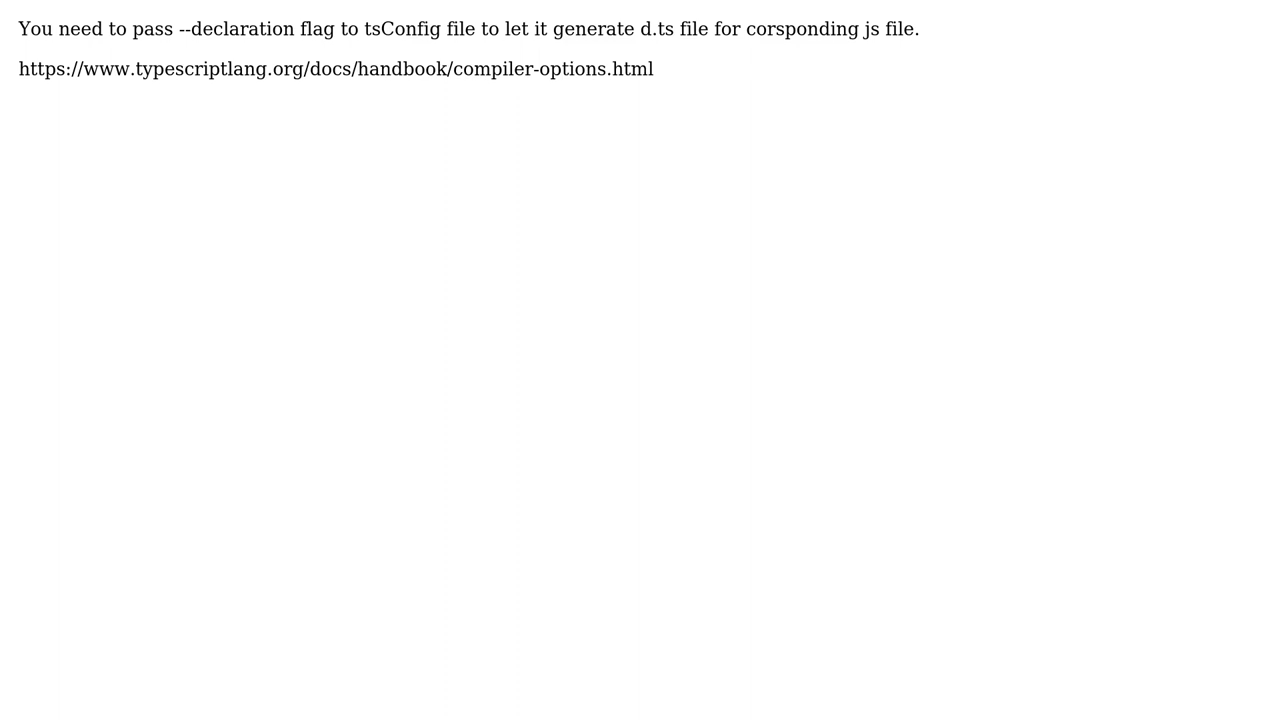 You need to pass --declaration flag to tsConfig file to let it generate d.ts file for corsponding js file.
https://www.typescriptlang.org/docs/handbook/compiler-options.html